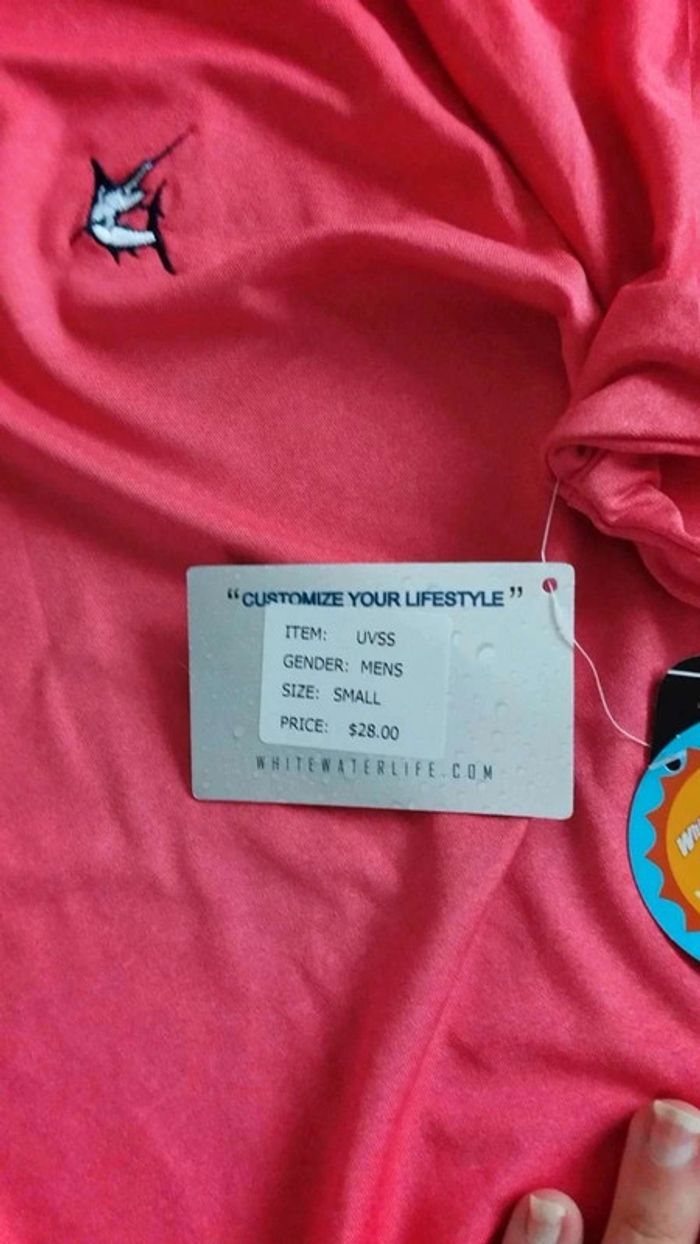 “CUSTOMIZE YOUR LIFESTYLE”
ITEM: UVSS
GENDER: MENS
SIZE: SMALL
PRICE: $28.00
WHITEWATERLIFE.COM